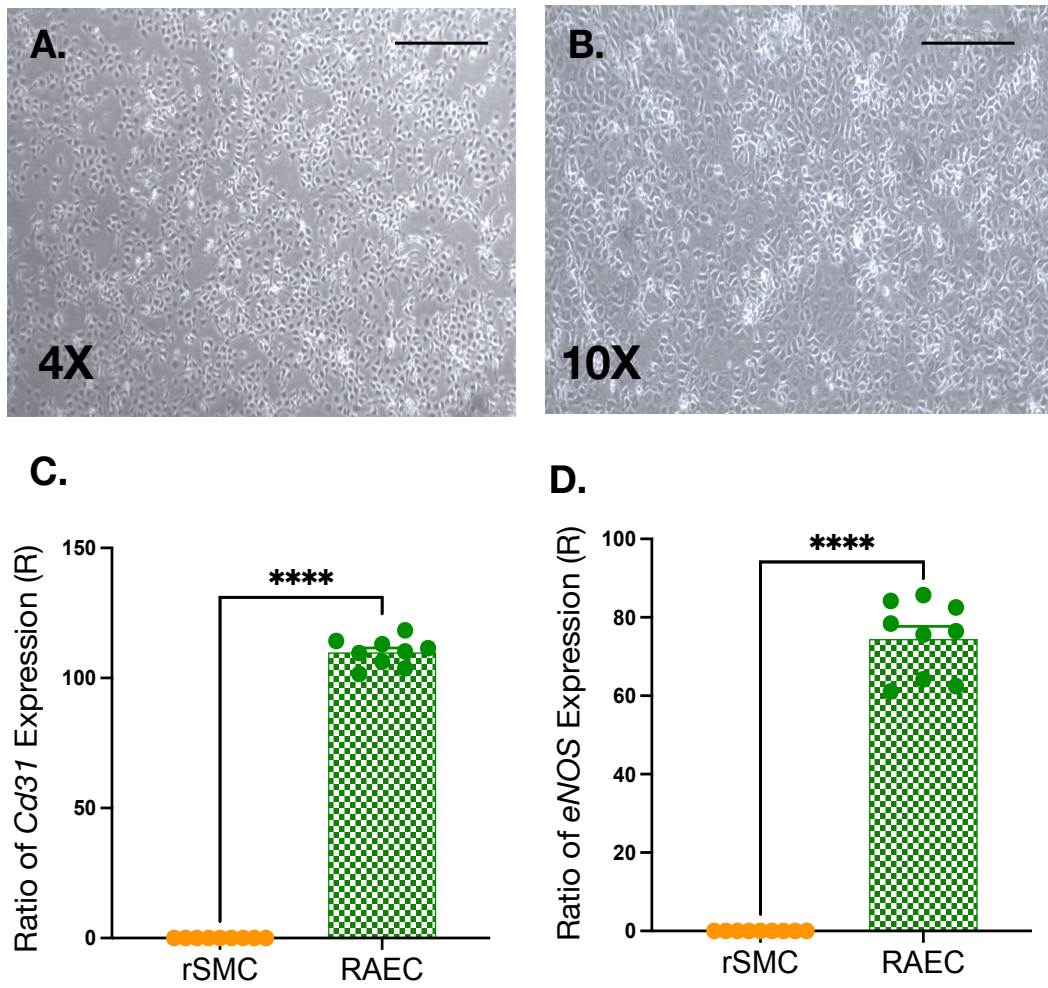 A.
B.
4X
10X
C.
D.
Ratio of Cd31 Expression (R)
150
100
50
0
****
rSMC
RAEC
Ratio of eNOS Expression (R)
100
80
60
40
20
0
****
rSMC
RAEC